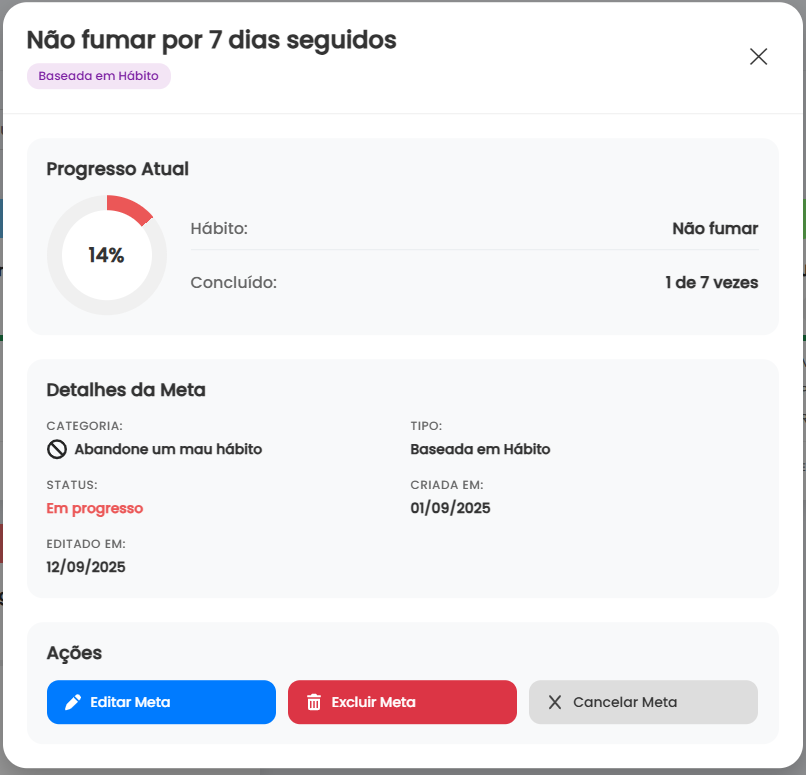 Não fumar por 7 dias seguidos
Baseada em Hábito
Progresso Atual
14%
Hábito:
Não fumar
Concluído:
1 de 7 vezes
Detalhes da Meta
CATEGORIA:
Abandone um mau hábito
TIPO:
Baseada em Hábito
STATUS:
Em progresso
CRIADA EM:
01/09/2025
EDITADO EM:
12/09/2025
Ações
Editar Meta
Excluir Meta
Cancelar Meta